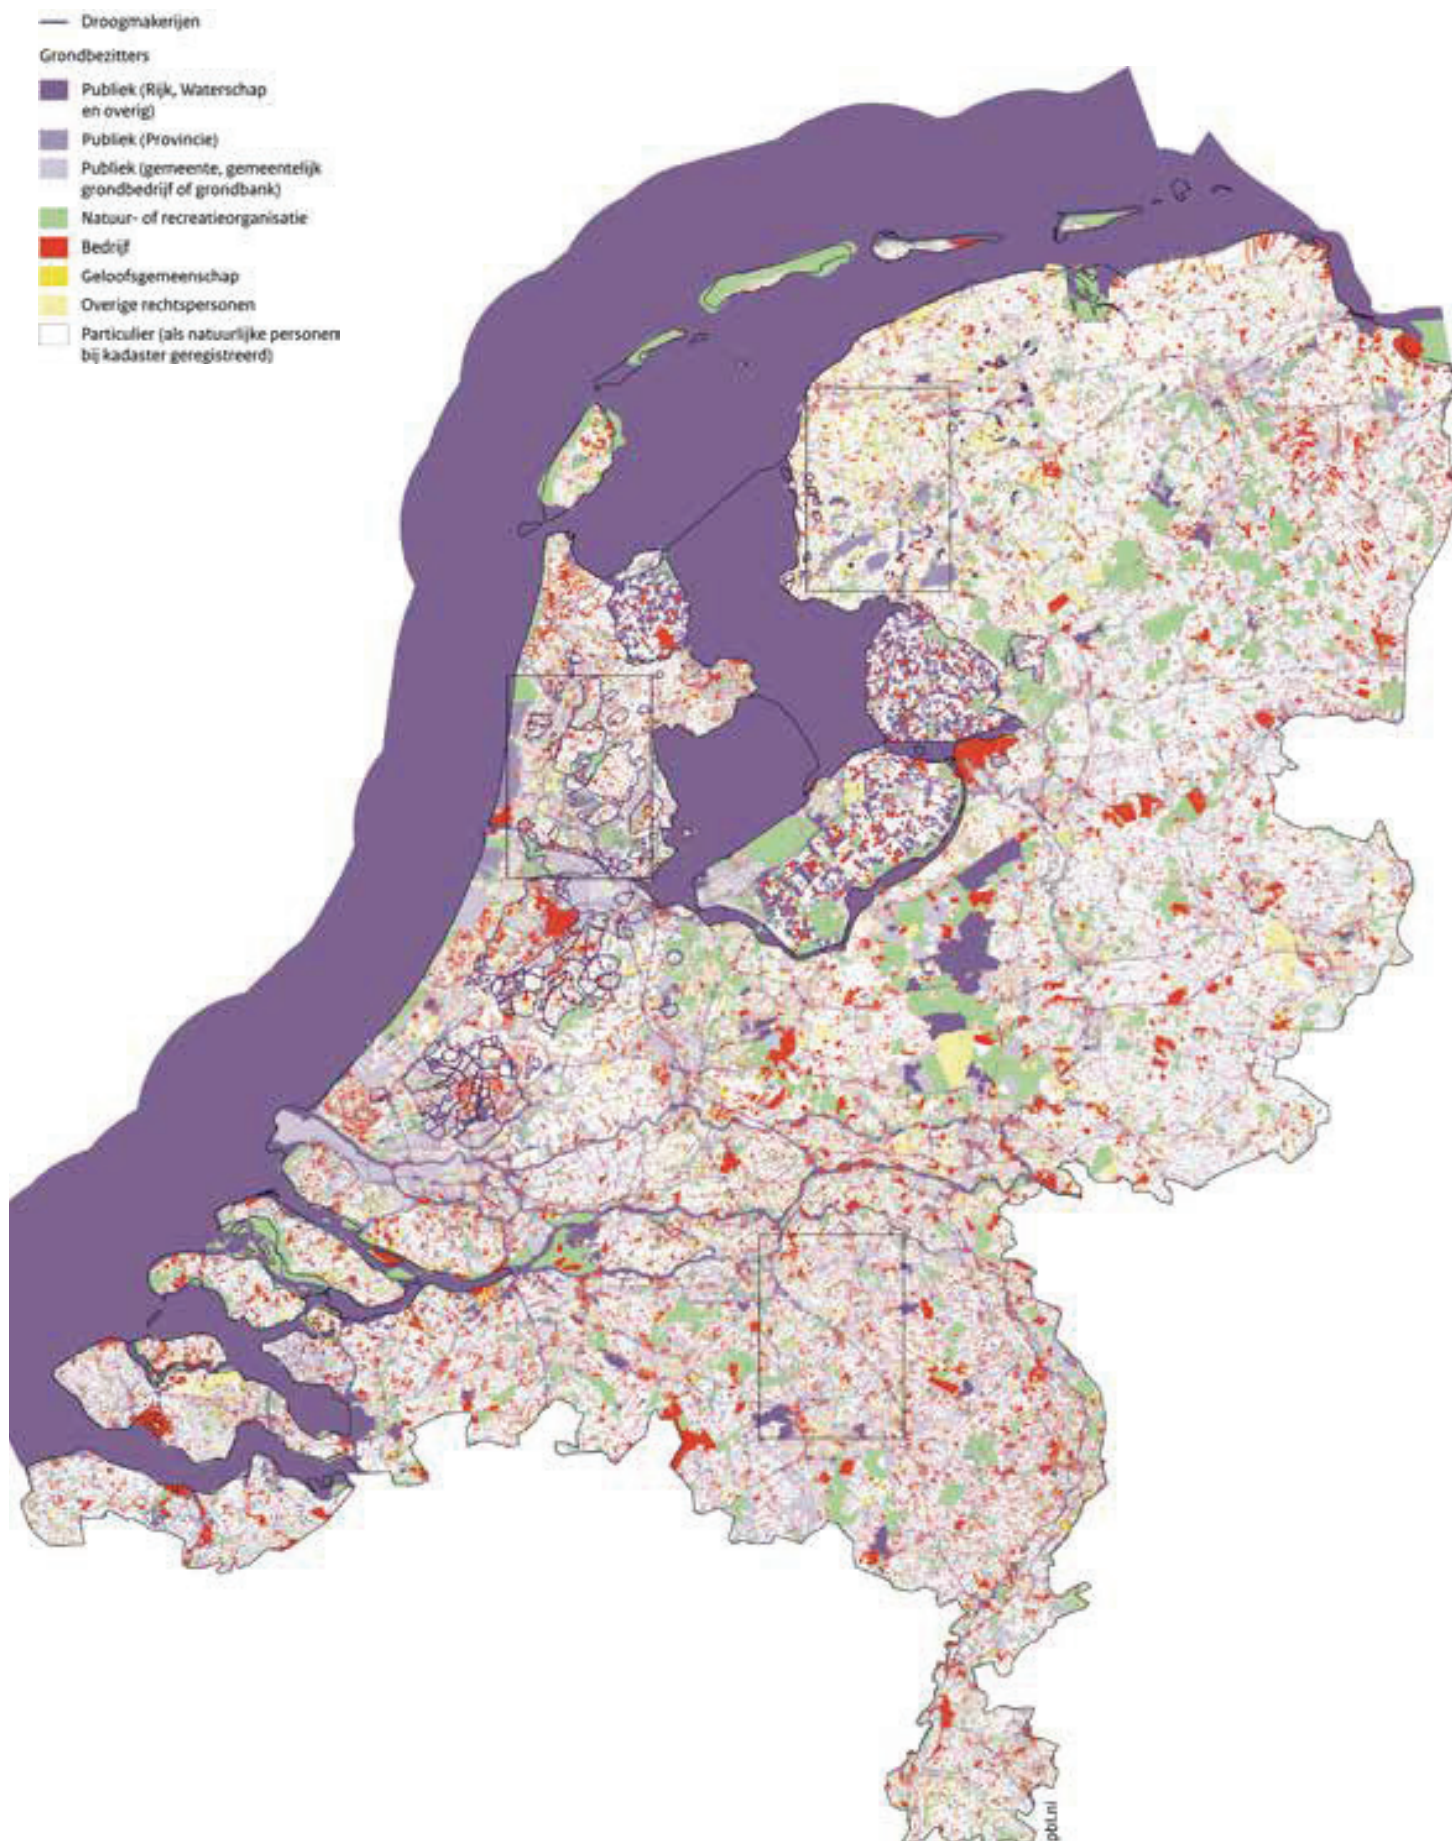 Droogmakerijen
Grondbezitters
Publiek (Rijk, Waterschap
en overig)
Publiek (Provincie)
Publiek (gemeente, gemeentelijk
grondbedrijf of grondbank)
Natuur- of recreatieorganisatie
Bedrijf
Geloofsgemeenschap
Overige rechtspersonen
Particulier (als natuurlijke personen
bij kadaster geregistreerd)
pbl.nl